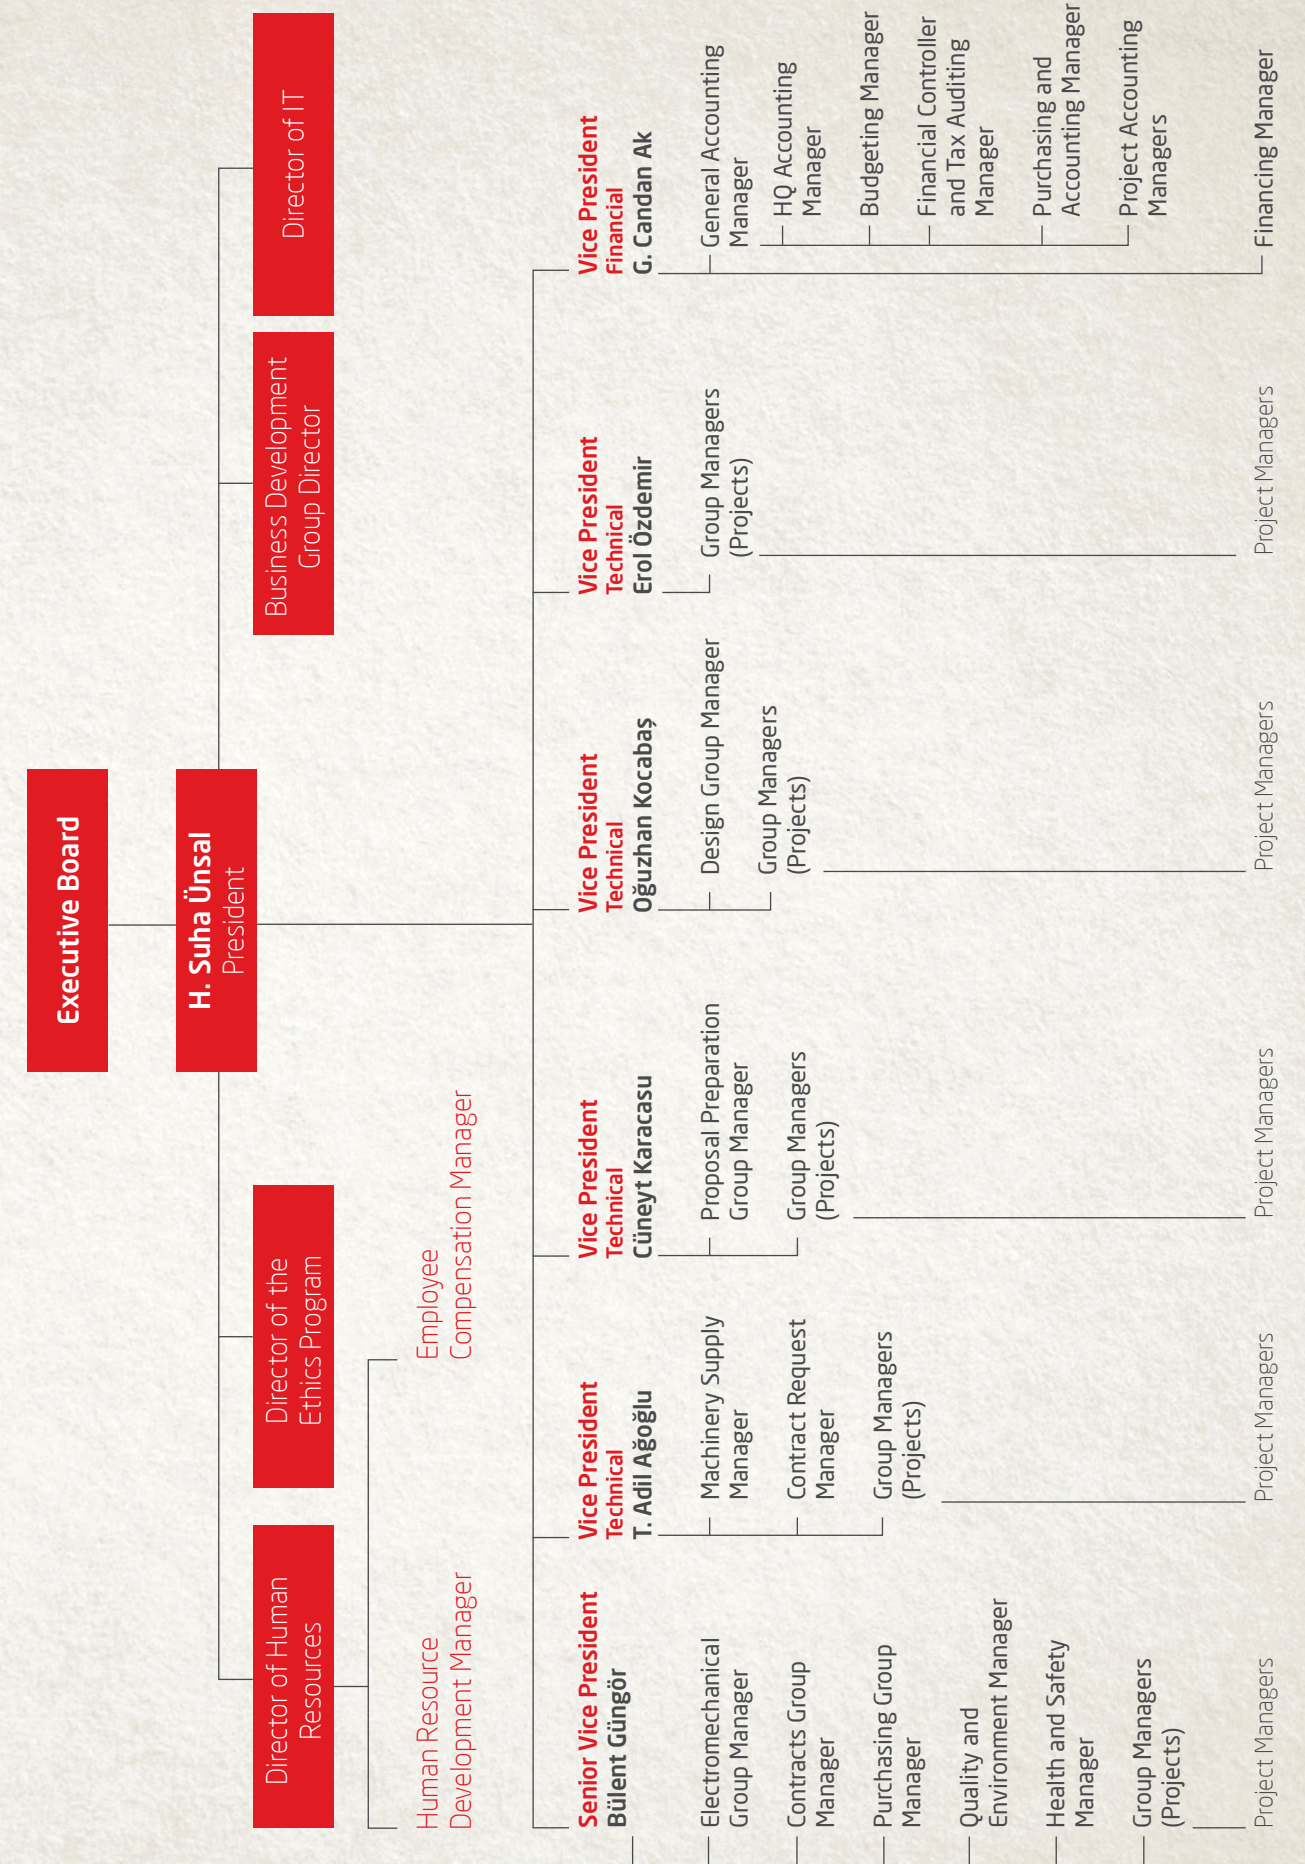 Executive Board
H. Suha Ünsal
President
Director of Human
Resources
Director of the
Ethics Program
Business Development
Group Director
Director of IT
Human Resource
Development Manager
Employee
Compensation Manager
Senior Vice President
Bülent Güngör
Electromechanical
Group Manager
Contracts Group
Manager
Purchasing Group
Manager
Quality and
Environment Manager
Health and Safety
Manager
Group Managers
(Projects)
Project Managers
Vice President
Technical
T. Adil Ağoğlu
Machinery Supply
Manager
Contract Request
Manager
Group Managers
(Projects)
Project Managers
Vice President
Technical
Cüneyt Karacasu
Proposal Preparation
Group Manager
Group Managers
(Projects)
Project Managers
Vice President
Technical
Oğuzhan Kocabaş
Design Group Manager
Group Managers
(Projects)
Project Managers
Vice President
Technical
Erol Özdemir
Group Managers
(Projects)
Project Managers
Vice President
Financial
G. Candan Ak
General Accounting
Manager
HQ Accounting
Manager
Budgeting Manager
Financial Controller
and Tax Auditing
Manager
Purchasing and
Accounting Manager
Project Accounting
Managers
Financing Manager